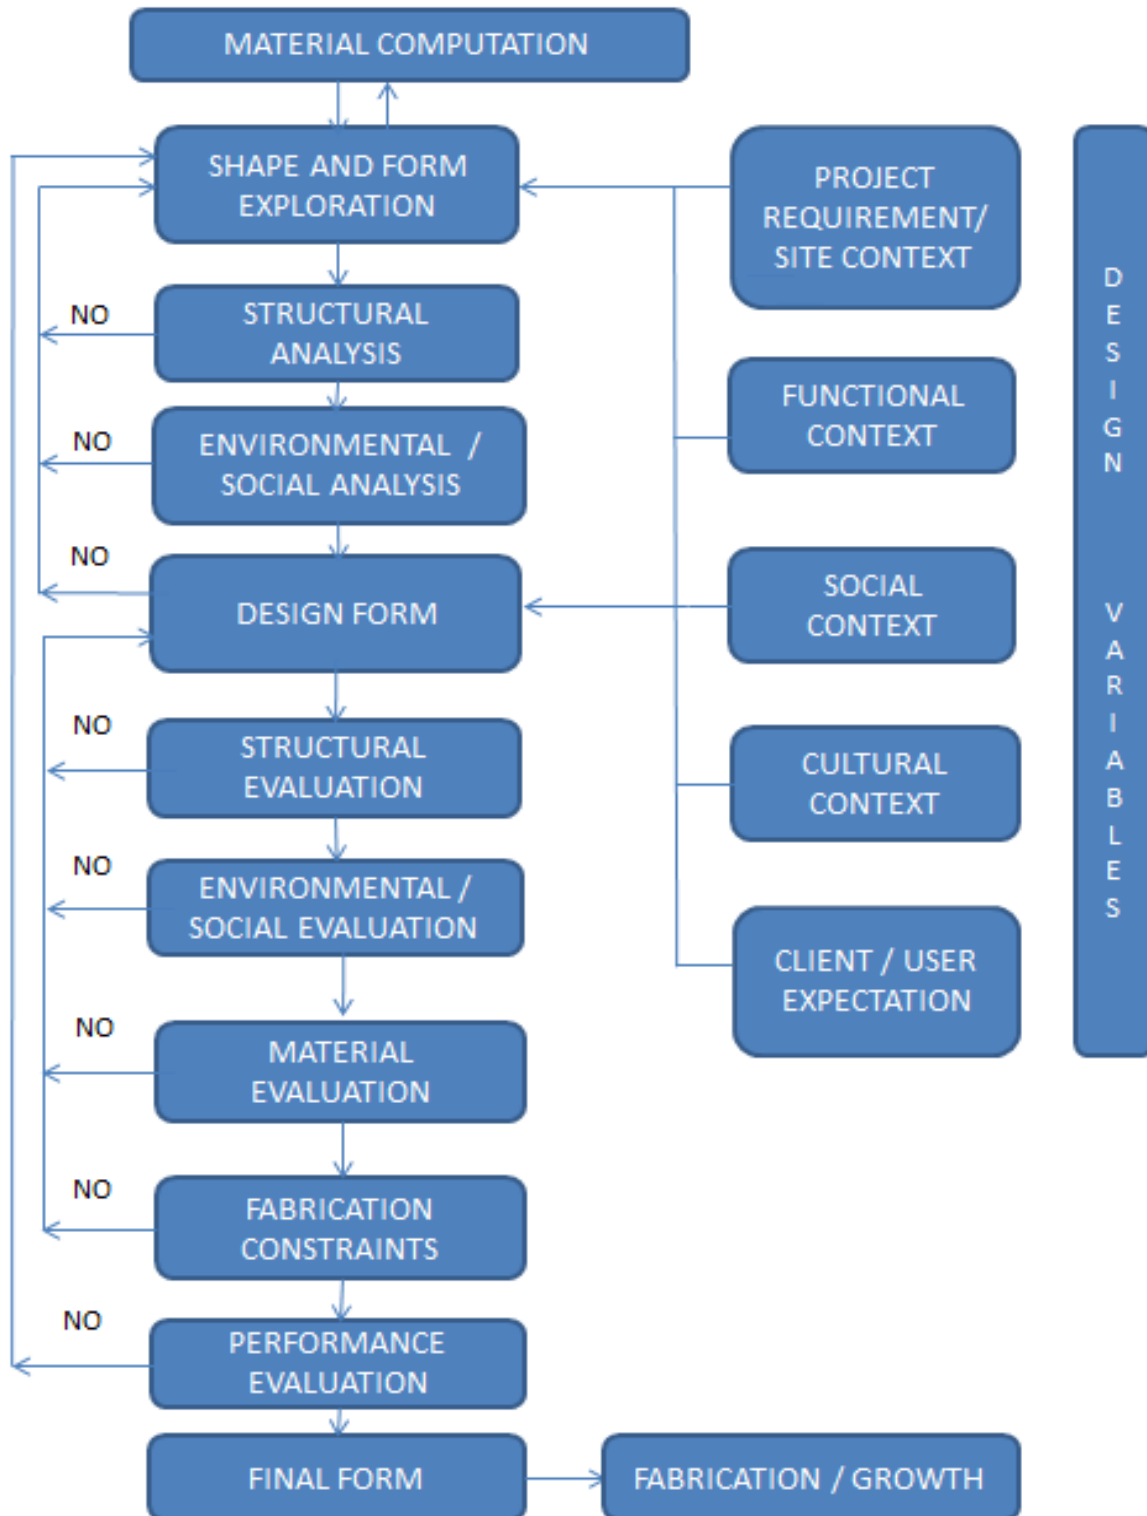 MATERIAL COMPUTATION
SHAPE AND FORM
EXPLORATION
PROJECT
REQUIREMENT/
SITE CONTEXT
NO
STRUCTURAL
ANALYSIS
FUNCTIONAL
CONTEXT
NO
ENVIRONMENTAL /
SOCIAL ANALYSIS
NO
DESIGN FORM
SOCIAL
CONTEXT
NO
STRUCTURAL
EVALUATION
CULTURAL
CONTEXT
NO
ENVIRONMENTAL /
SOCIAL EVALUATION
CLIENT / USER
EXPECTATION
NO
MATERIAL
EVALUATION
NO
FABRICATION
CONSTRAINTS
NO
PERFORMANCE
EVALUATION
FINAL FORM
FABRICATION / GROWTH
DESIGN VARIABLES